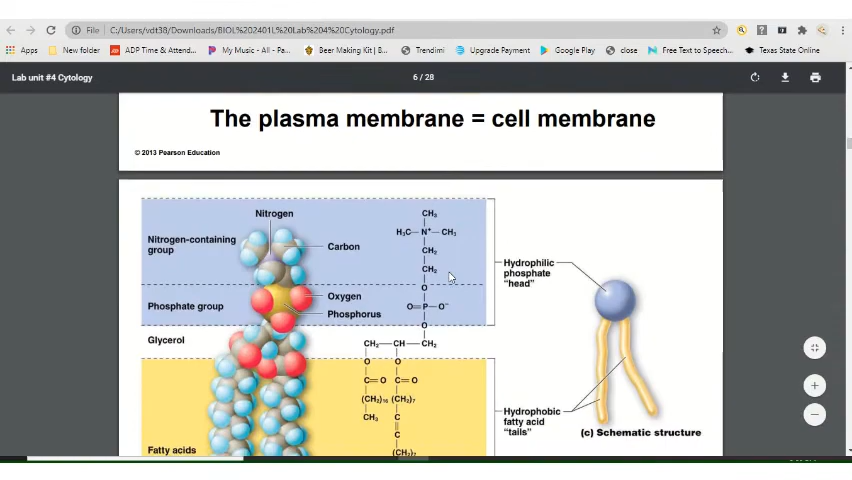 File | C:/Users/vdt38/Downloads/BIOL%202401L%20Lab%204%20Cytology.pdf
Apps New folder ADP Time & Attend... My Music - All - Pa... Beer Making Kit | B... Trendimi Upgrade Payment Google Play close Free Text to Speech... Texas State Online
Lab unit #4 Cytology 6 / 28
The plasma membrane = cell membrane
© 2013 Pearson Education
Nitrogen
Nitrogen-containing
group
Carbon
Phosphate group
Oxygen
Phosphorus
Glycerol
Fatty acids
CH₃
H₃C—N⁺—CH₃
CH₂
CH₂
O
O=P—O⁻
O
CH₂—CH—CH₂
O O
C=O C=O
(CH₂)₁₆ (CH₂)₇
CH₃ C
C
(CH₂)₇
Hydrophilic
phosphate
"head"
Hydrophobic
fatty acid
"tails"
(c) Schematic structure